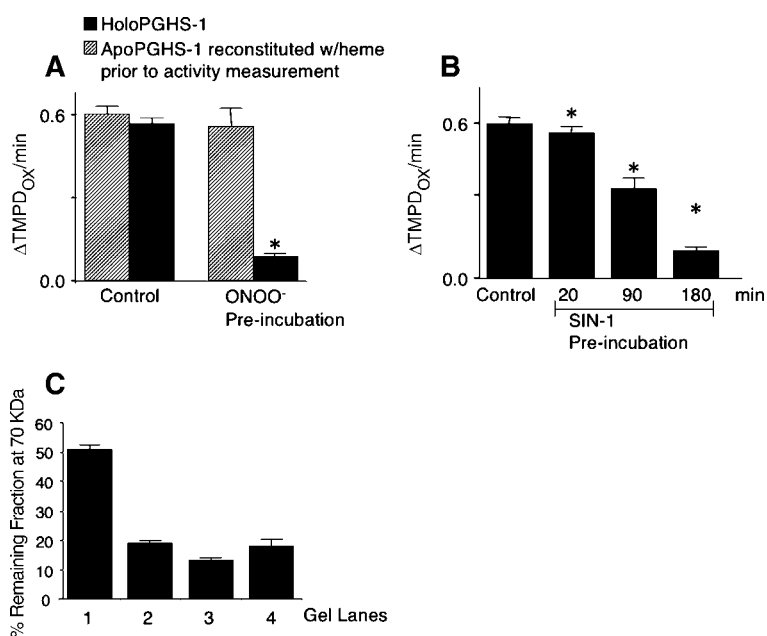 HoloPGHS-1
ApoPGHS-1 reconstituted w/heme
prior to activity measurement
A
ΔTMPDOX/min
0.6
0.0
*
Control
ONOO-
Pre-incubation
B
ΔTMPDOX/min
0.6
0.0
*
*
*
Control
20
90
180
min
SIN-1
Pre-incubation
C
% Remaining Fraction at 70 KDa
60
50
40
30
20
10
0
1
2
3
4
Gel Lanes